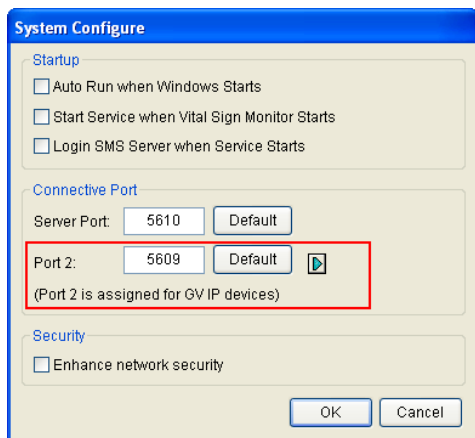 System Configure
Startup
Auto Run when Windows Starts
Start Service when Vital Sign Monitor Starts
Login SMS Server when Service Starts
Connective Port
Server Port: 5610 Default
Port 2: 5609 Default
(Port 2 is assigned for GV IP devices)
Security
Enhance network security
OK Cancel